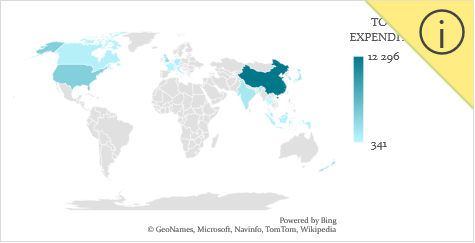 TO
EXPENDI
12 296
341
Powered by Bing
© GeoNames, Microsoft, Navinfo, TomTom, Wikipedia
i